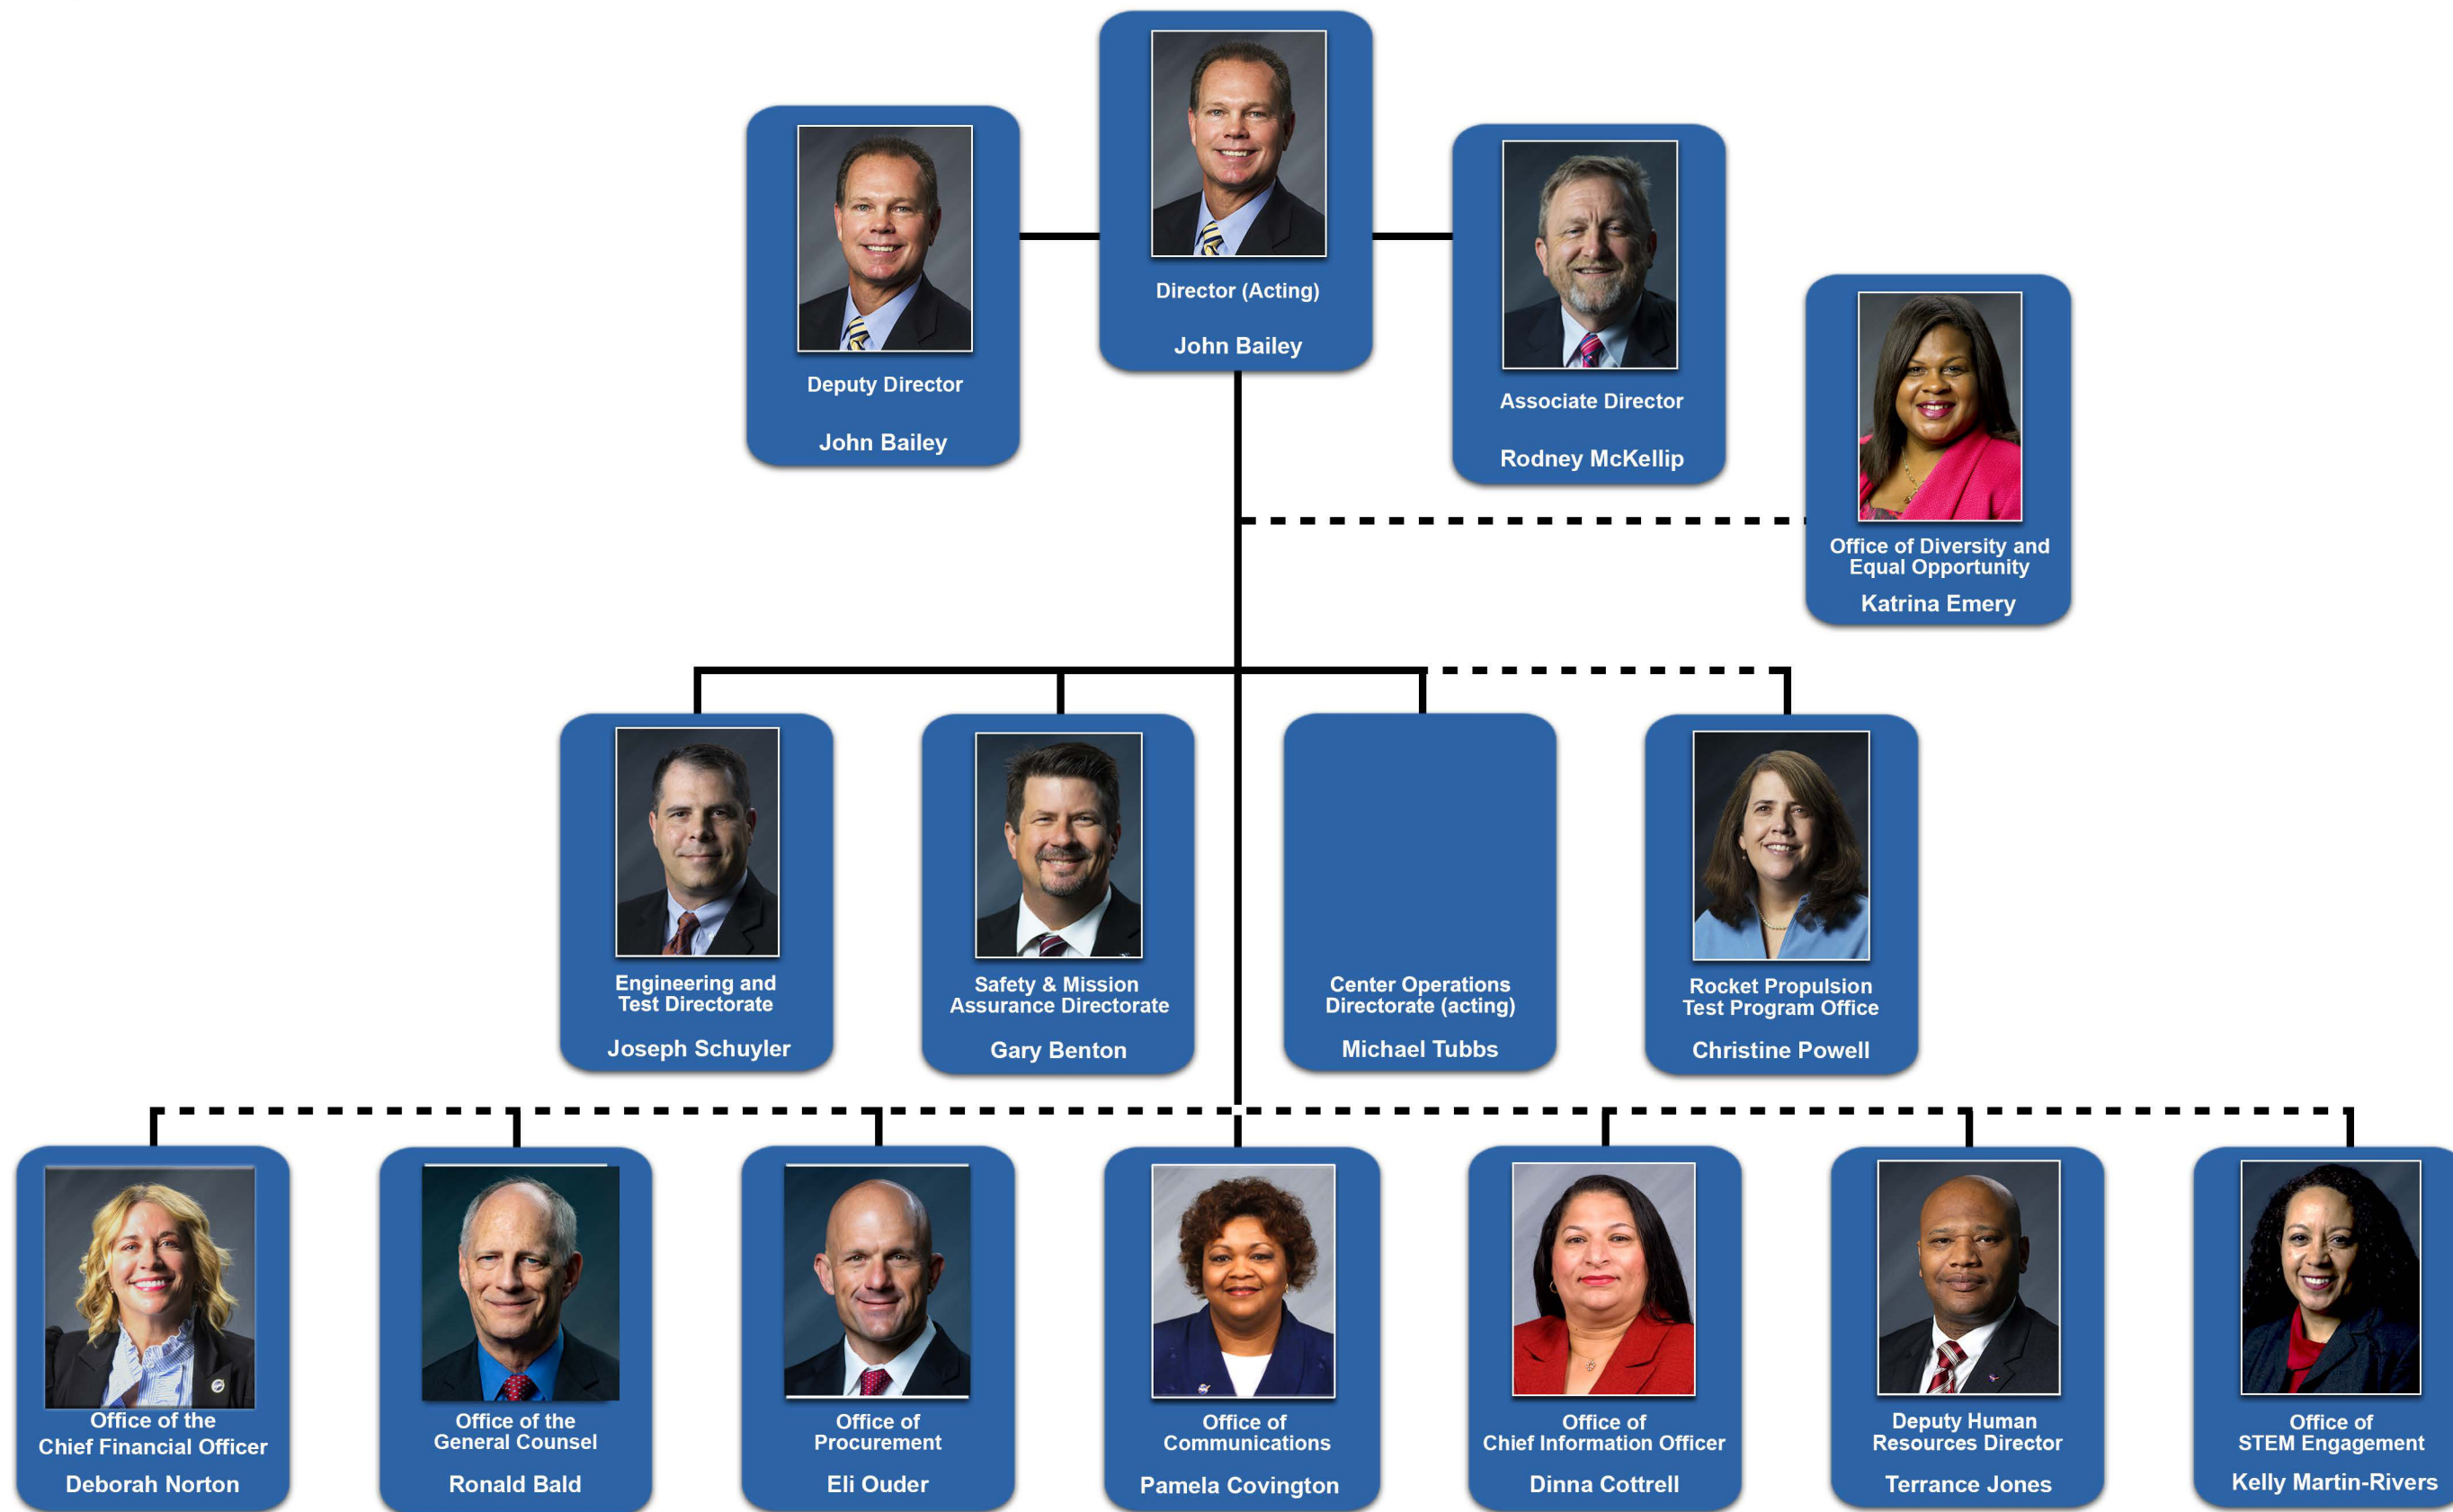 Director (Acting)
John Bailey
Deputy Director
John Bailey
Associate Director
Rodney McKellip
Office of Diversity and
Equal Opportunity
Katrina Emery
Engineering and
Test Directorate
Joseph Schuyler
Safety & Mission
Assurance Directorate
Gary Benton
Center Operations
Directorate (acting)
Michael Tubbs
Rocket Propulsion
Test Program Office
Christine Powell
Office of the
Chief Financial Officer
Deborah Norton
Office of the
General Counsel
Ronald Bald
Office of
Procurement
Eli Ouder
Office of
Communications
Pamela Covington
Office of
Chief Information Officer
Dinna Cottrell
Deputy Human
Resources Director
Terrance Jones
Office of
STEM Engagement
Kelly Martin-Rivers